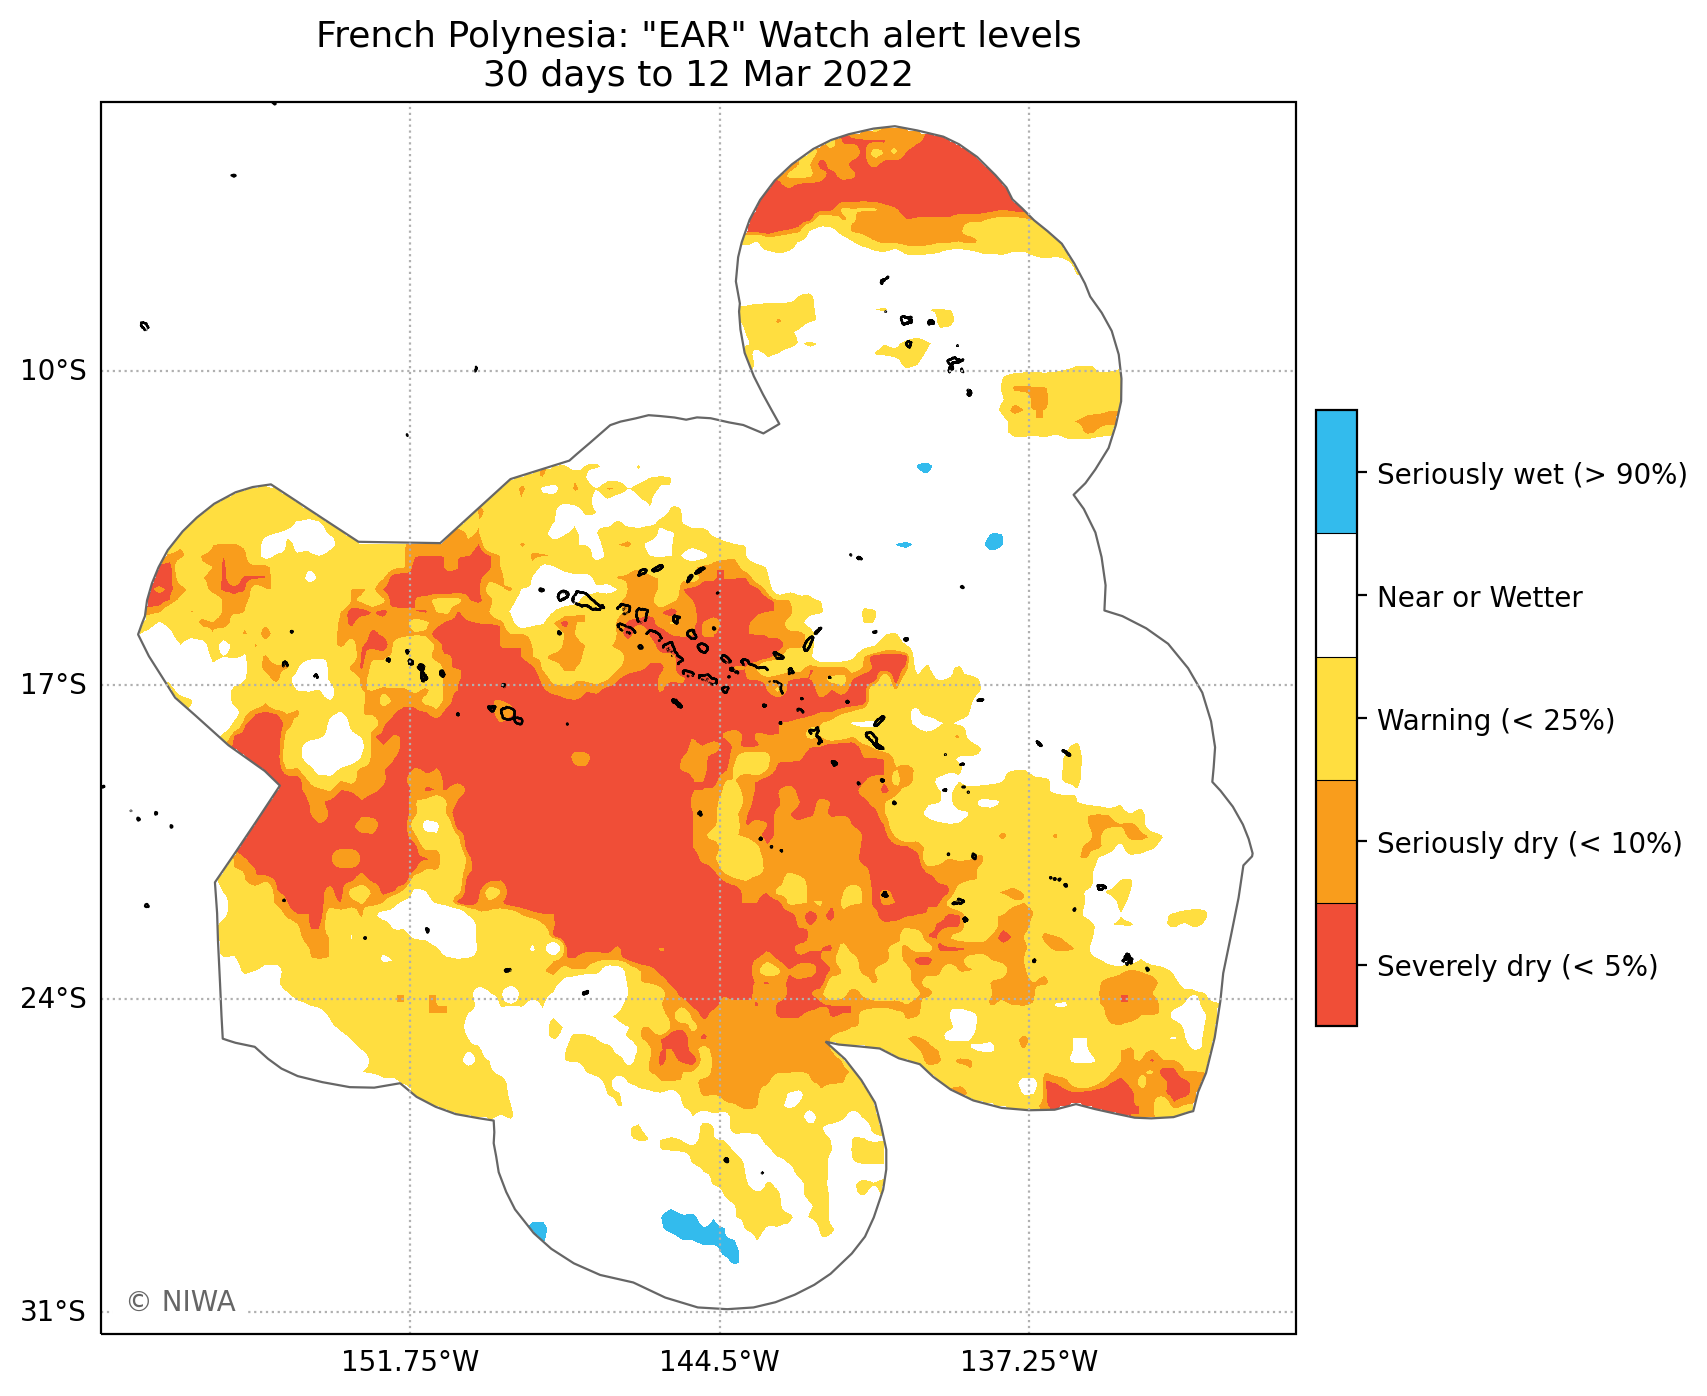 French Polynesia: "EAR" Watch alert levels
30 days to 12 Mar 2022
10°S
17°S
24°S
31°S
151.75°W
144.5°W
137.25°W
© NIWA
Seriously wet (> 90%)
Near or Wetter
Warning (< 25%)
Seriously dry (< 10%)
Severely dry (< 5%)